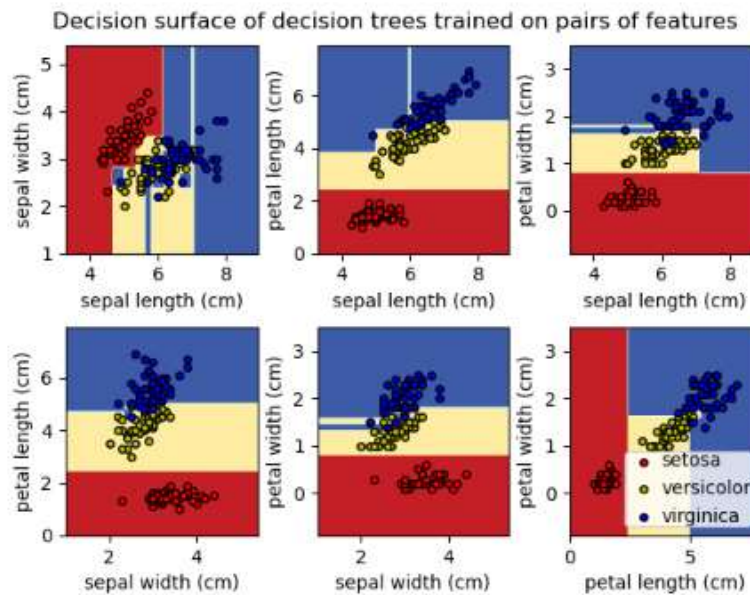 Decision surface of decision trees trained on pairs of features
sepal width (cm)
5
4
3
2
1
4 6 8
sepal length (cm)
petal length (cm)
6
4
2
0
4 6 8
sepal length (cm)
petal width (cm)
3
2
1
0
4 6 8
sepal length (cm)
petal length (cm)
6
4
2
0
2 4
sepal width (cm)
petal width (cm)
3
2
1
0
2 4
sepal width (cm)
petal width (cm)
3
2
1
0
0 5
petal length (cm)
setosa
versicolor
virginica